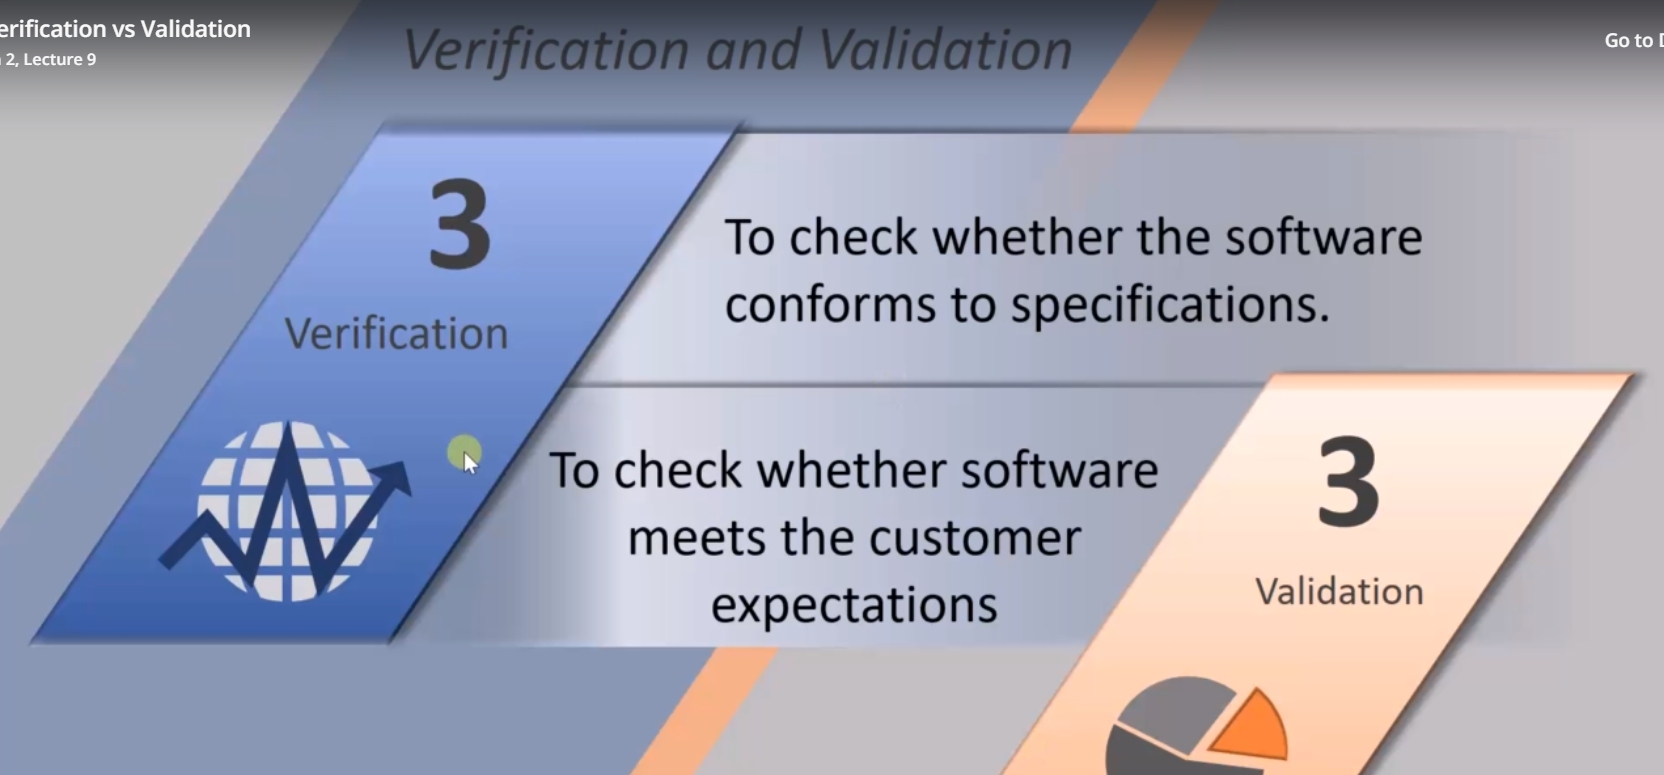 erification vs Validation
2, Lecture 9
Go to
Verification and Validation
3
Verification
To check whether the software
conforms to specifications.
To check whether software
meets the customer
expectations
3
Validation